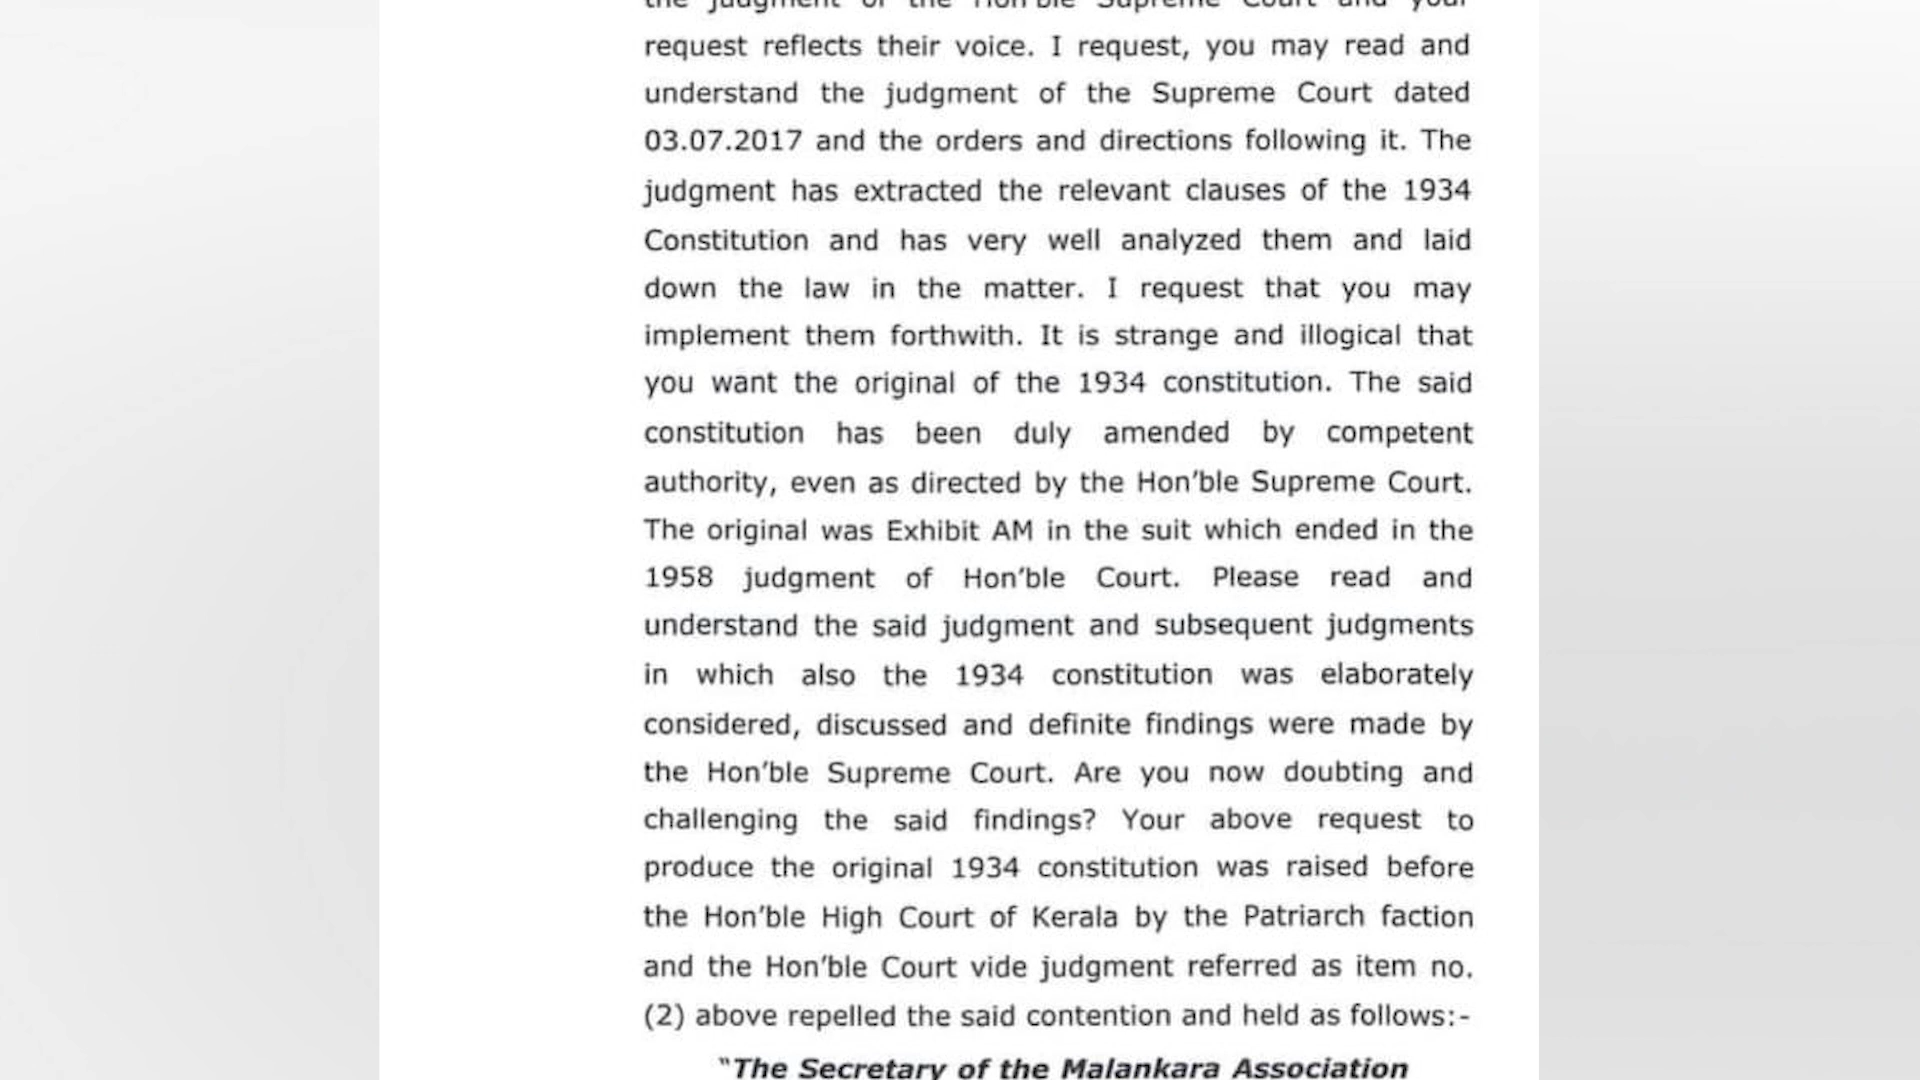 the judgment of the Hon'ble Supreme Court and your
request reflects their voice. I request, you may read and
understand the judgment of the Supreme Court dated
03.07.2017 and the orders and directions following it. The
judgment has extracted the relevant clauses of the 1934
Constitution and has very well analyzed them and laid
down the law in the matter. I request that you may
implement them forthwith. It is strange and illogical that
you want the original of the 1934 constitution. The said
constitution has been duly amended by competent
authority, even as directed by the Hon'ble Supreme Court.
The original was Exhibit AM in the suit which ended in the
1958 judgment of Hon'ble Court. Please read and
understand the said judgment and subsequent judgments
in which also the 1934 constitution was elaborately
considered, discussed and definite findings were made by
the Hon'ble Supreme Court. Are you now doubting and
challenging the said findings? Your above request to
produce the original 1934 constitution was raised before
the Hon'ble High Court of Kerala by the Patriarch faction
and the Hon'ble Court vide judgment referred as item no.
(2) above repelled the said contention and held as follows:-
"The Secretary of the Malankara Association